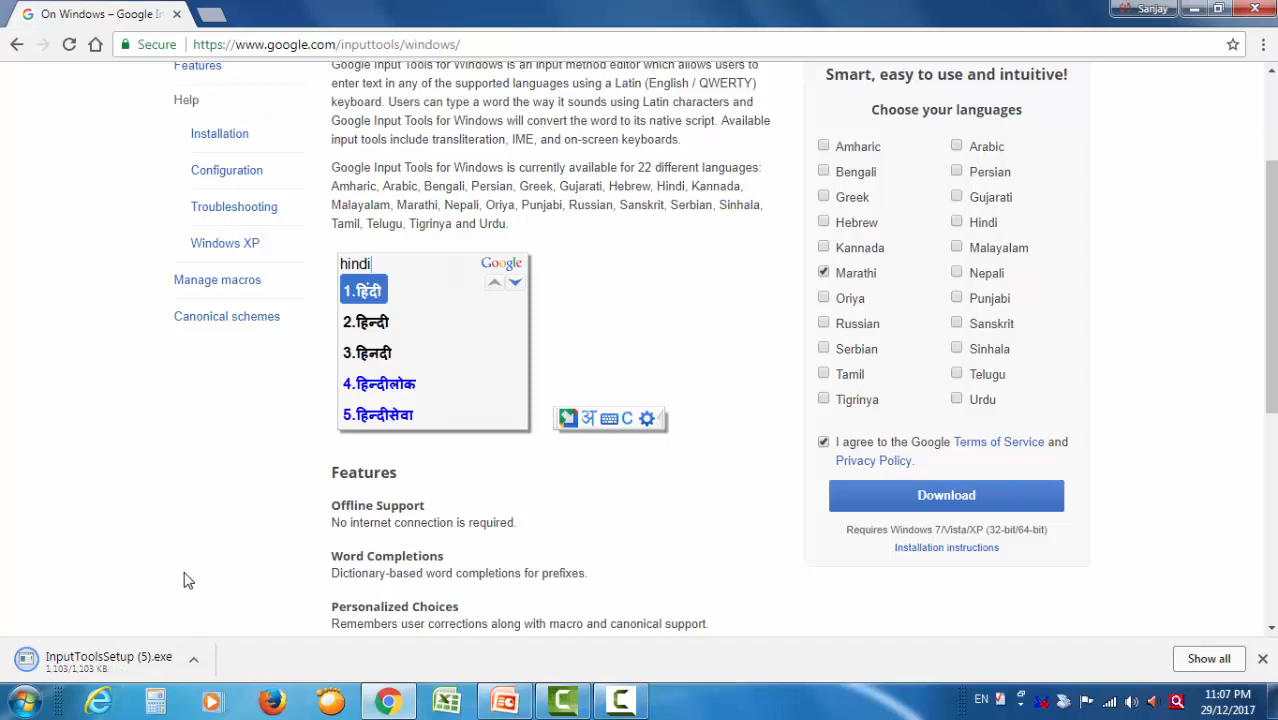 On Windows – Google In
Sanjay
Secure
https://www.google.com/inputtools/windows/
Features
Help
Installation
Configuration
Troubleshooting
Windows XP
Manage macros
Canonical schemes
Google Input Tools for Windows is an input method editor which allows users to
enter text in any of the supported languages using a Latin (English / QWERTY)
keyboard. Users can type a word the way it sounds using Latin characters and
Google Input Tools for Windows will convert the word to its native script. Available
input tools include transliteration, IME, and on-screen keyboards.
Google Input Tools for Windows is currently available for 22 different languages:
Amharic, Arabic, Bengali, Persian, Greek, Gujarati, Hebrew, Hindi, Kannada,
Malayalam, Marathi, Nepali, Oriya, Punjabi, Russian, Sanskrit, Serbian, Sinhala,
Tamil, Telugu, Tigrinya and Urdu.
hindi
Google
1.हिंदी
2.हिन्दी
3.हिनदी
4.हिन्दीलोक
5.हिन्दीसेवा
अ C
Features
Offline Support
No internet connection is required.
Word Completions
Dictionary-based word completions for prefixes.
Personalized Choices
Remembers user corrections along with macro and canonical support.
Smart, easy to use and intuitive!
Choose your languages
Amharic Arabic
Bengali Persian
Greek Gujarati
Hebrew Hindi
Kannada Malayalam
Marathi Nepali
Oriya Punjabi
Russian Sanskrit
Serbian Sinhala
Tamil Telugu
Tigrinya Urdu
I agree to the Google Terms of Service and
Privacy Policy.
Download
Requires Windows 7/Vista/XP (32-bit/64-bit)
Installation instructions
InputToolsSetup (5).exe
1,103/1,103 KB
Show all
EN
11:07 PM
29/12/2017